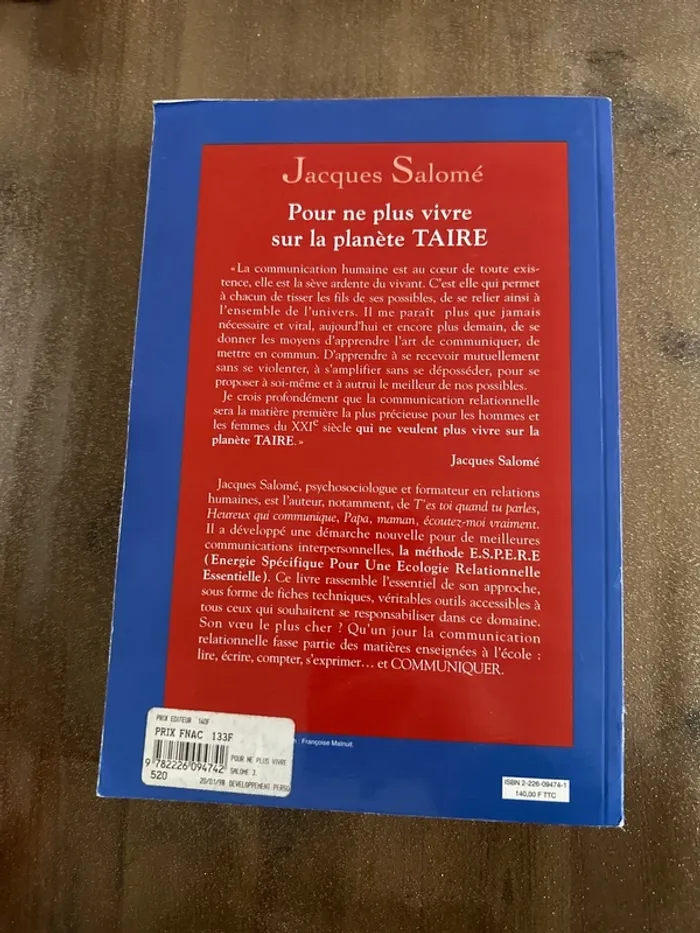 Jacques Salomé
Pour ne plus vivre
sur la planète TAIRE
« La communication humaine est au cœur de toute exis-
tence, elle est la sève ardente du vivant. C'est elle qui permet
à chacun de tisser les fils de ses possibles, de se relier ainsi à
l'ensemble de l'univers. Il me paraît plus que jamais
nécessaire et vital, aujourd'hui et encore plus demain, de se
donner les moyens d'apprendre l'art de communiquer, de
mettre en commun. D'apprendre à se recevoir mutuellement
sans se violenter, à s'amplifier sans se déposséder, pour se
proposer à soi-même et à autrui le meilleur de nos possibles.
Je crois profondément que la communication relationnelle
sera la matière première la plus précieuse pour les hommes et
les femmes du XXIe siècle qui ne veulent plus vivre sur la
planète TAIRE. »
Jacques Salomé
Jacques Salomé, psychosociologue et formateur en relations
humaines, est l'auteur, notamment, de T'es toi quand tu parles,
Heureux qui communique, Papa, maman, écoutez-moi vraiment.
Il a développé une démarche nouvelle pour de meilleures
communications interpersonnelles, la méthode E.S.P.E.R.E
(Energie Spécifique Pour Une Ecologie Relationnelle
Essentielle). Ce livre rassemble l'essentiel de son approche,
sous forme de fiches techniques, véritables outils accessibles à
tous ceux qui souhaitent se responsabiliser dans ce domaine.
Son vœu le plus cher ? Qu'un jour la communication
relationnelle fasse partie des matières enseignées à l'école :
lire, écrire, compter, s'exprimer... et COMMUNIQUER.
PRIX EDITEUR 140F
PRIX FNAC 133F
: Françoise Matnuit.
POUR NE PLUS VIVRE
SALOME J.
9 782226 094742
520
20/01/98 DEVELOPPEMENT PERSO
ISBN 2-226-09474-1
140,00 F TTC